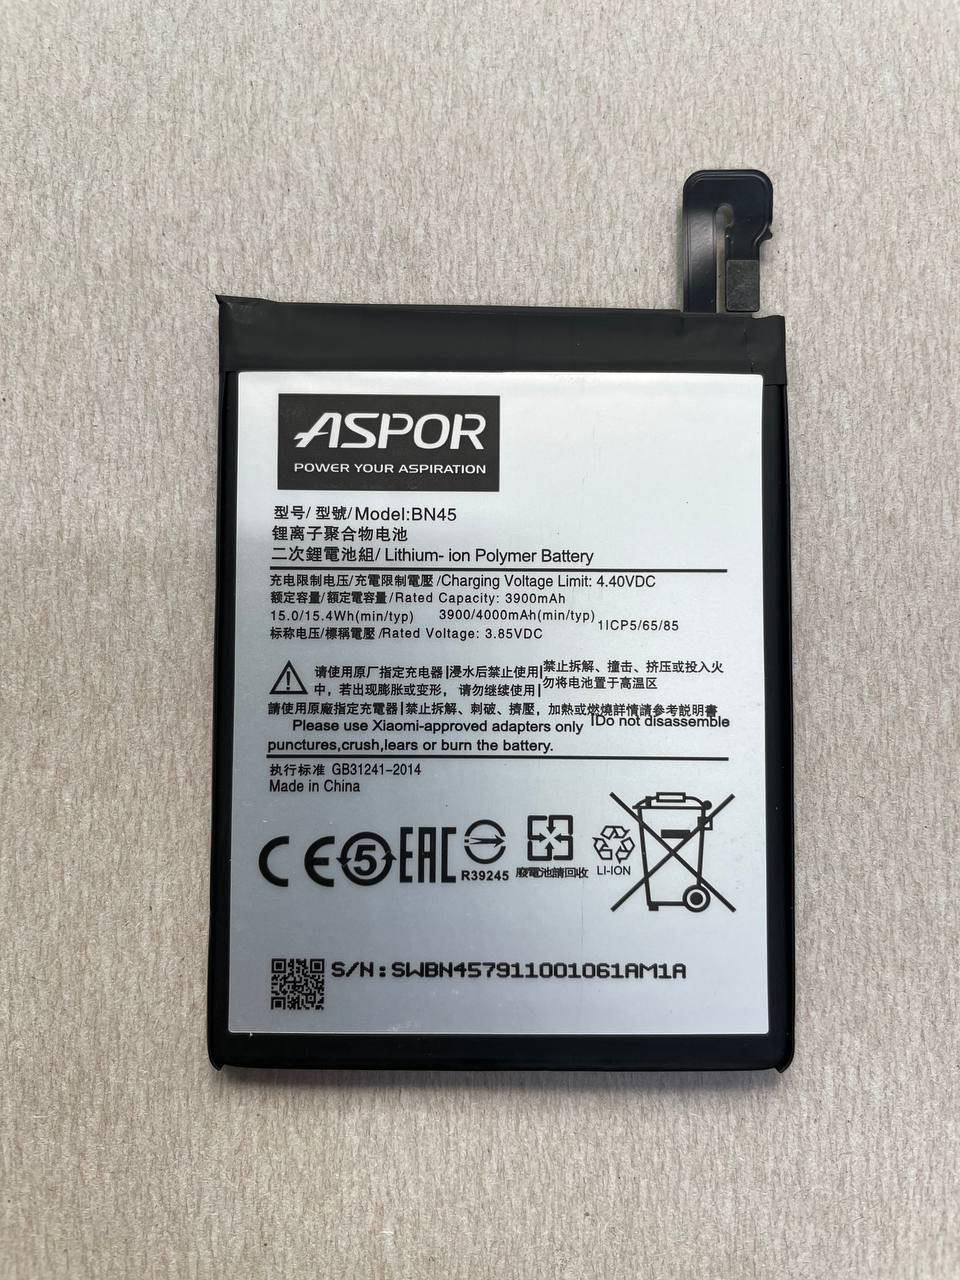 ASPOR
POWER YOUR ASPIRATION
型号/ 型號/Model:BN45
锂离子聚合物电池
二次鋰電池組/ Lithium- ion Polymer Battery
充电限制电压/充電限制電壓 /Charging Voltage Limit: 4.40VDC
额定容量/額定電容量/Rated Capacity: 3900mAh
15.0/15.4Wh(min/typ) 3900/4000mAh(min/typ) 1ICP5/65/85
标称电压/標稱電壓 /Rated Voltage: 3.85VDC
请使用原厂指定充电器|浸水后禁止使用|禁止拆解、撞击、挤压或投入火
中，若出现膨胀或变形，请勿继续使用|勿将电池置于高溫区
請使用原廠指定充電器|禁止拆解、刺破、擠壓，加熱或燃燒詳情請參考説明書
Please use Xiaomi-approved adapters only IDo not disassemble
punctures,crush,lears or burn the battery.
执行标准 GB31241-2014
Made in China
CE 5 EAC
R39245 廢電池請回收 LI-ION
S/N:SWBN457911001061AM1A